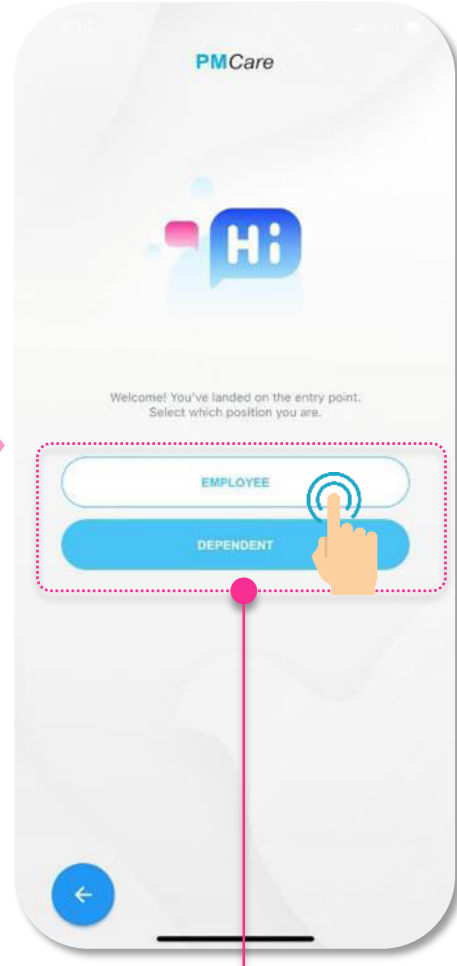 PMCare
Hi
Welcome! You've landed on the entry point.
Select which position you are.
EMPLOYEE
DEPENDENT